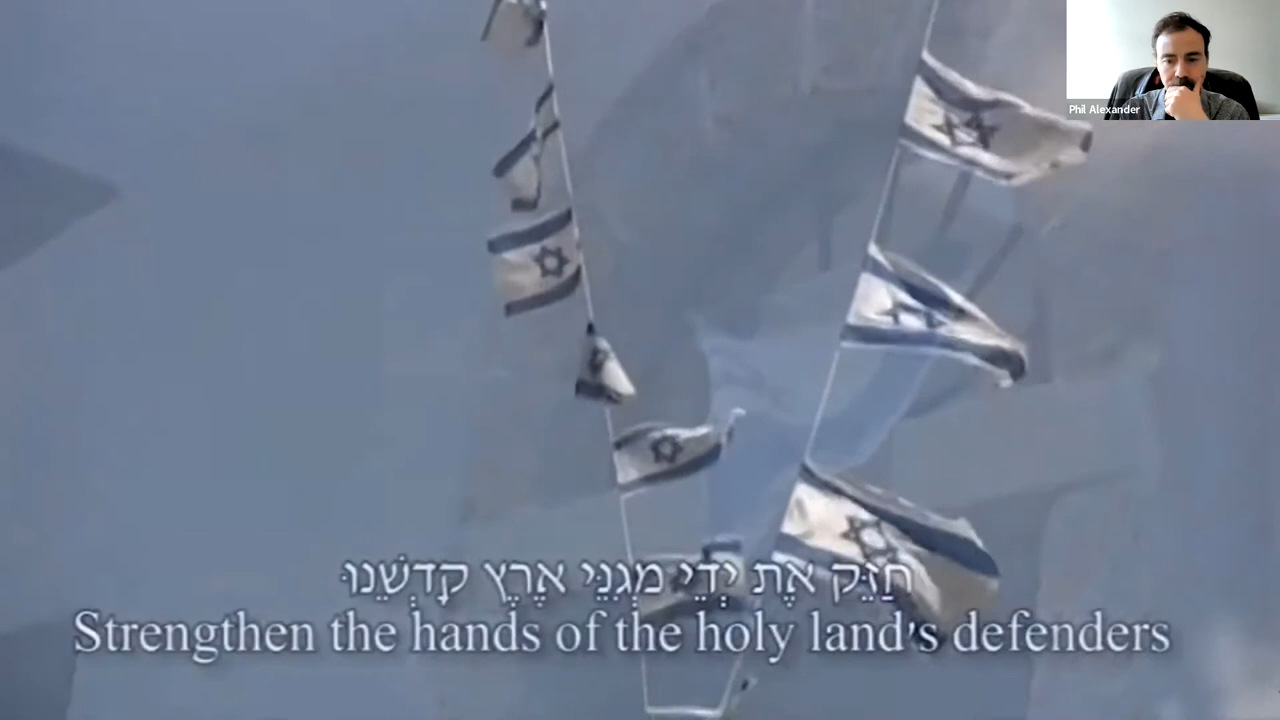 Phil Alexander
חַזֵּק אֶת יְדֵי מְגִנֵּי אֶרֶץ קָדְשֵׁנוּ
Strengthen the hands of the holy land's defenders